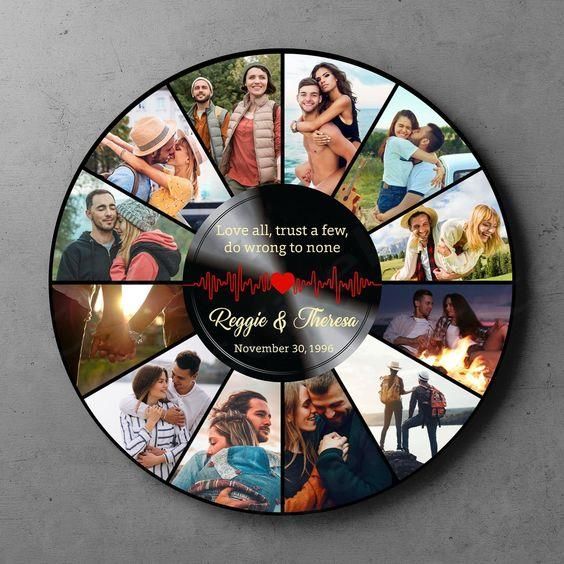 Love all, trust a few,
do wrong to none
Reggie & Theresa
November 30, 1996